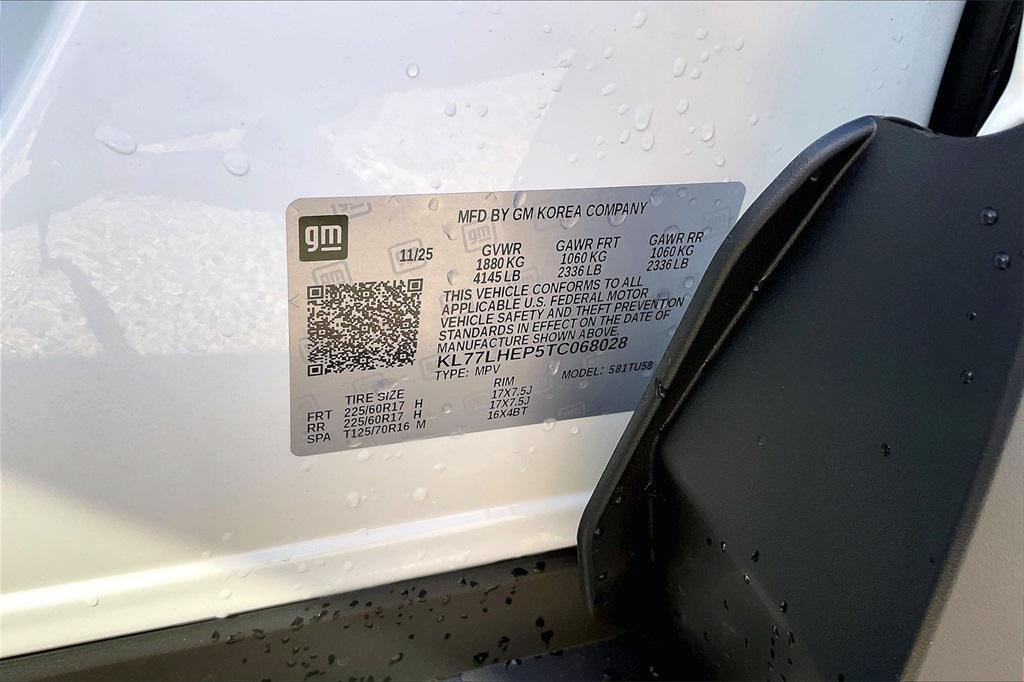 MFD BY GM KOREA COMPANY
gm
11/25 GVWR GAWR FRT GAWR RR
1880 KG 1060 KG 1060 KG
4145 LB 2336 LB 2336 LB
THIS VEHICLE CONFORMS TO ALL
APPLICABLE U.S. FEDERAL MOTOR
VEHICLE SAFETY AND THEFT PREVENTION
STANDARDS IN EFFECT ON THE DATE OF
MANUFACTURE SHOWN ABOVE
KL77LHEP5TC068028
TYPE: MPV MODEL: 581TU58
TIRE SIZE RIM
FRT 225/60R17 H 17X7.5J
RR 225/60R17 H 17X7.5J
SPA T125/70R16 M 16X4BT